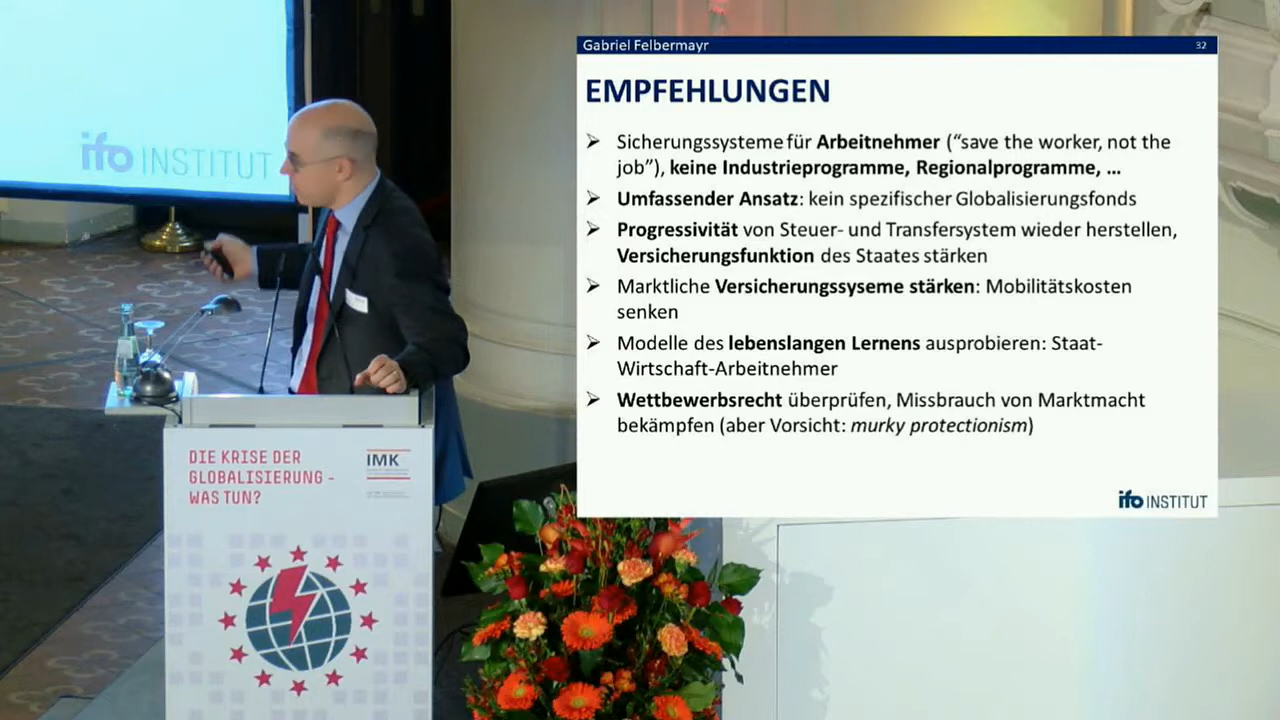 ifo INSTITUT
DIE KRISE DER
GLOBALISIERUNG -
WAS TUN?
IMK
Gabriel Felbermayr
32
EMPFEHLUNGEN
➢ Sicherungssysteme für Arbeitnehmer (“save the worker, not the
job”), keine Industrieprogramme, Regionalprogramme, ...
➢ Umfassender Ansatz: kein spezifischer Globalisierungsfonds
➢ Progressivität von Steuer- und Transfersystem wieder herstellen,
Versicherungsfunktion des Staates stärken
➢ Marktliche Versicherungssyseme stärken: Mobilitätskosten
senken
➢ Modelle des lebenslangen Lernens ausprobieren: Staat-
Wirtschaft-Arbeitnehmer
➢ Wettbewerbsrecht überprüfen, Missbrauch von Marktmacht
bekämpfen (aber Vorsicht: murky protectionism)
ifo INSTITUT